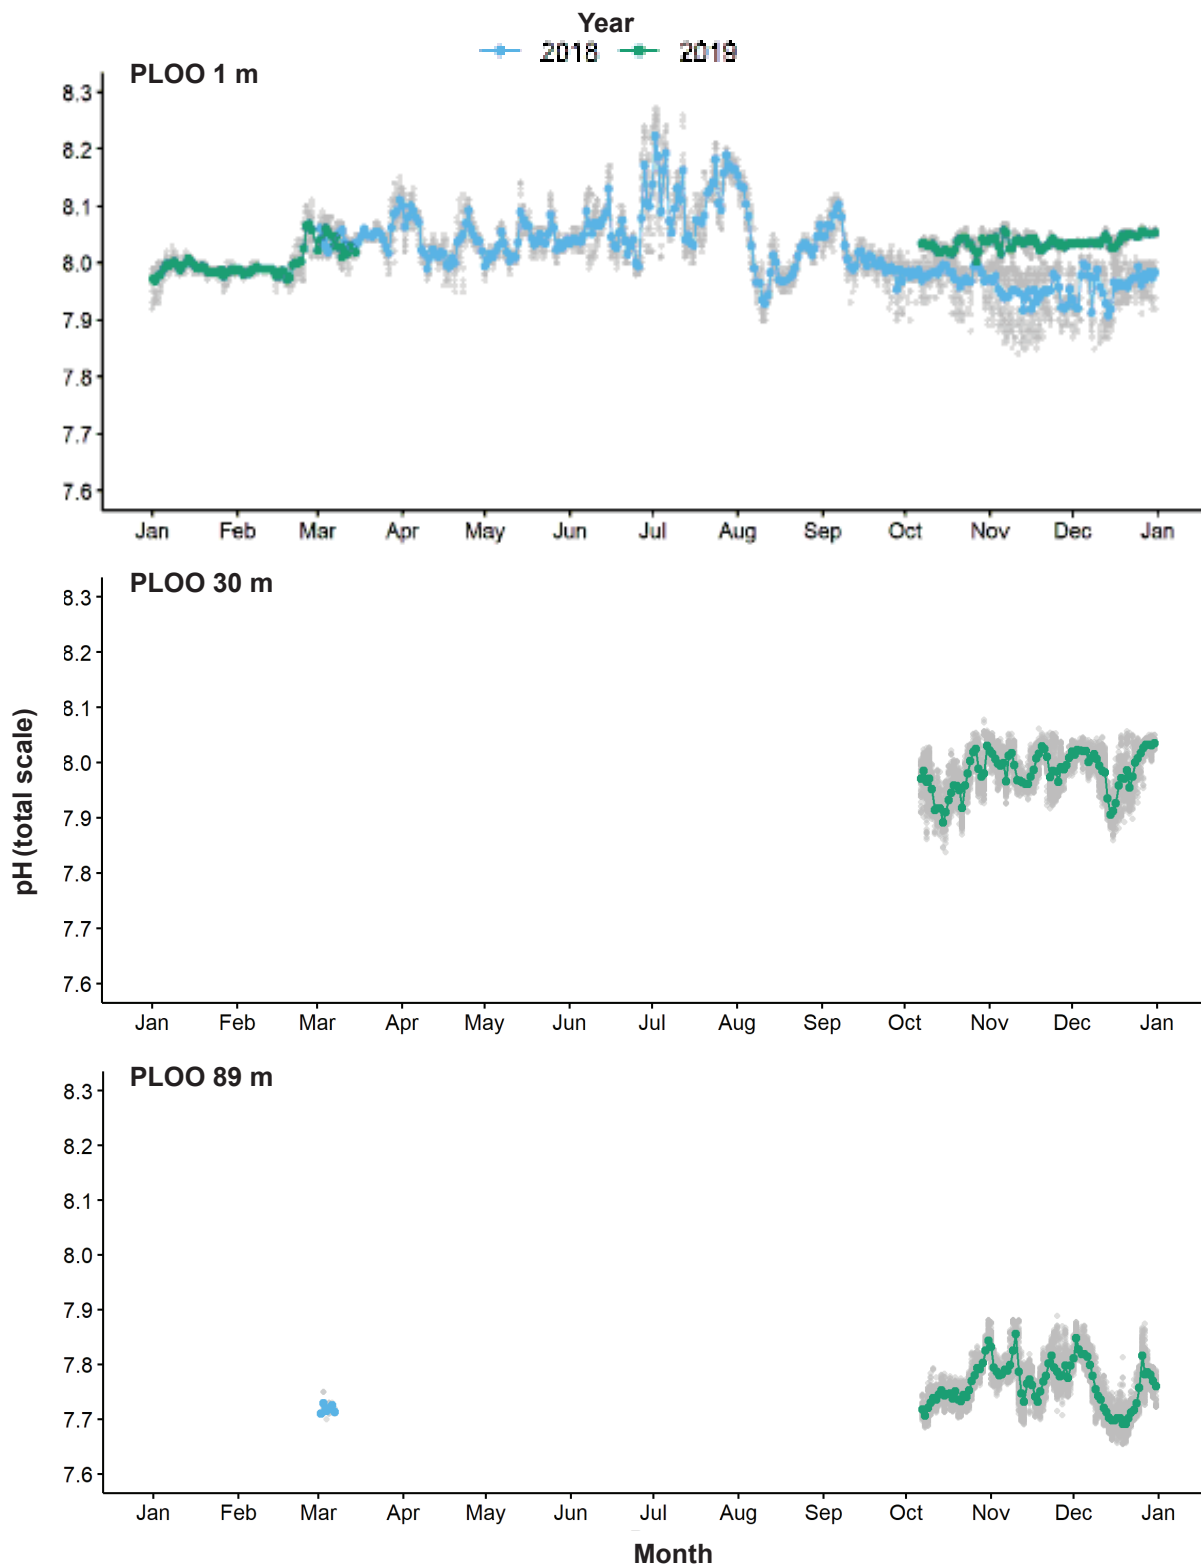 Year
2018 2019
PLOO 1 m
8.3
8.2
8.1
8.0
7.9
7.8
7.7
7.6
Jan Feb Mar Apr May Jun Jul Aug Sep Oct Nov Dec Jan
PLOO 30 m
8.3
8.2
8.1
8.0
7.9
7.8
7.7
7.6
Jan Feb Mar Apr May Jun Jul Aug Sep Oct Nov Dec Jan
pH (total scale)
PLOO 89 m
8.3
8.2
8.1
8.0
7.9
7.8
7.7
7.6
Jan Feb Mar Apr May Jun Jul Aug Sep Oct Nov Dec Jan
Month